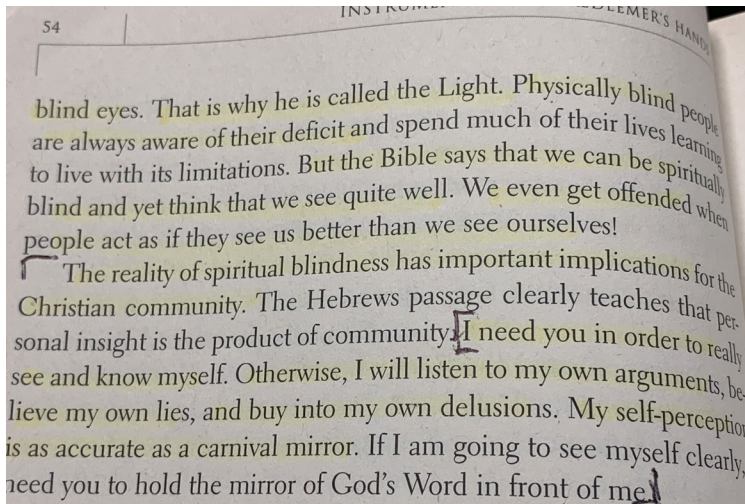 54
HANDS
blind eyes. That is why he is called the Light. Physically blind people
are always aware of their deficit and spend much of their lives learning
to live with its limitations. But the Bible says that we can be spiritually
blind and yet think that we see quite well. We even get offended when
people act as if they see us better than we see ourselves!
The reality of spiritual blindness has important implications for the
Christian community. The Hebrews passage clearly teaches that per-
sonal insight is the product of community. I need you in order to really
see and know myself. Otherwise, I will listen to my own arguments, be-
lieve my own lies, and buy into my own delusions. My self-perception
is as accurate as a carnival mirror. If I am going to see myself clearly,
need you to hold the mirror of God's Word in front of me